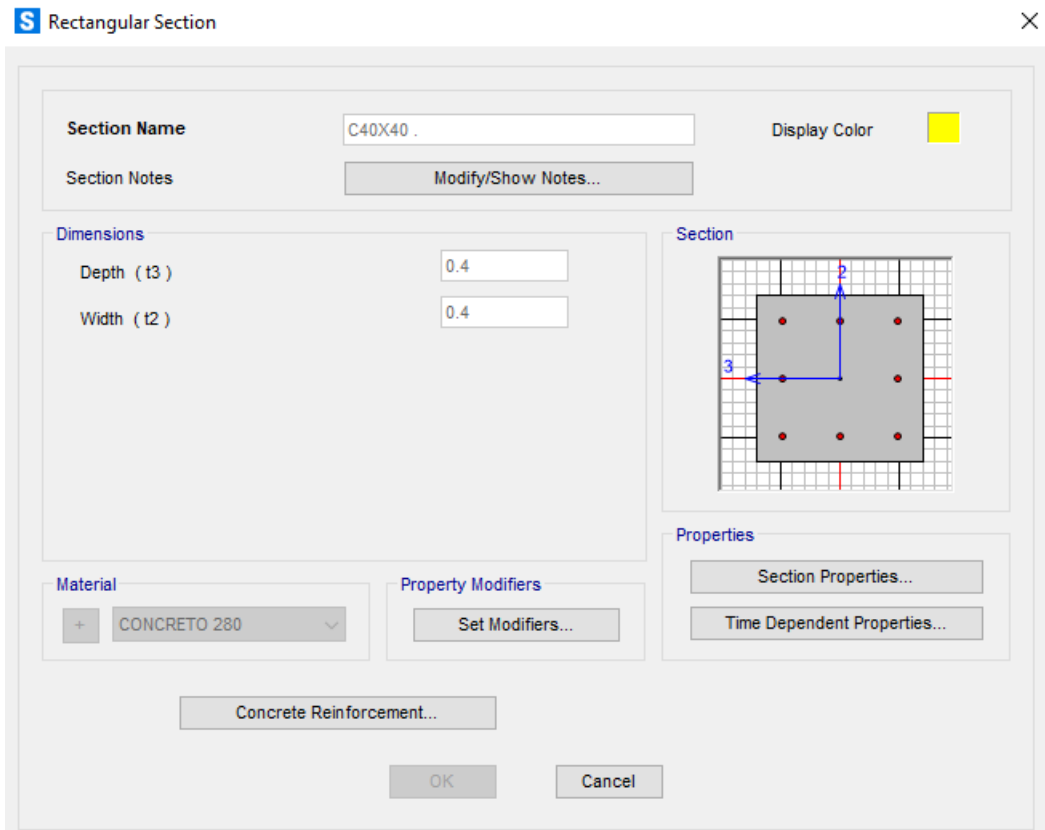 S Rectangular Section
Section Name
C40X40 .
Display Color
Section Notes
Modify/Show Notes...
Dimensions
Depth ( t3 )
0.4
Width ( t2 )
0.4
Section
2
3
Properties
Section Properties...
Time Dependent Properties...
Material
+
CONCRETO 280
Property Modifiers
Set Modifiers...
Concrete Reinforcement...
OK
Cancel